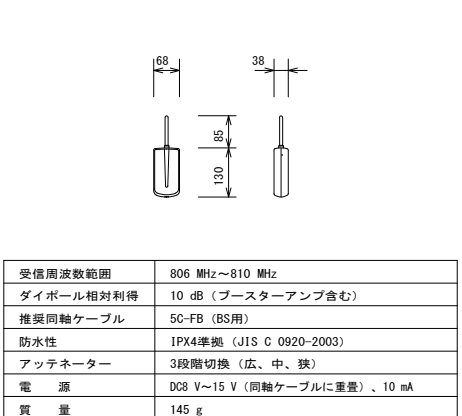 68
38
85
130
受信周波数範囲 806 MHz～810 MHz
ダイポール相対利得 10 dB（ブースターアンプ含む）
推奨同軸ケーブル 5C-FB（BS用）
防水性 IPX4準拠（JIS C 0920-2003）
アッテネーター 3段階切換（広、中、狭）
電　　源 DC8 V～15 V（同軸ケーブルに重畳）、10 mA
質　　量 145 g